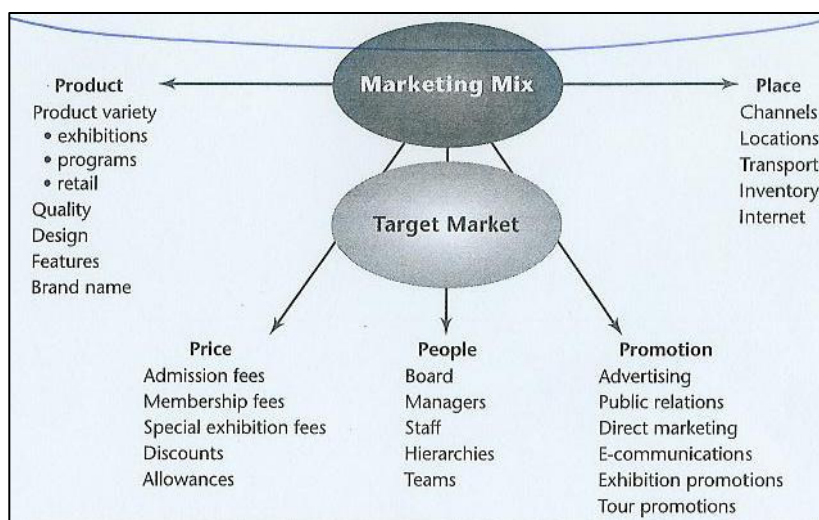 Marketing Mix
Target Market
Product
Product variety
• exhibitions
• programs
• retail
Quality
Design
Features
Brand name
Place
Channels
Locations
Transport
Inventory
Internet
Price
Admission fees
Membership fees
Special exhibition fees
Discounts
Allowances
People
Board
Managers
Staff
Hierarchies
Teams
Promotion
Advertising
Public relations
Direct marketing
E-communications
Exhibition promotions
Tour promotions